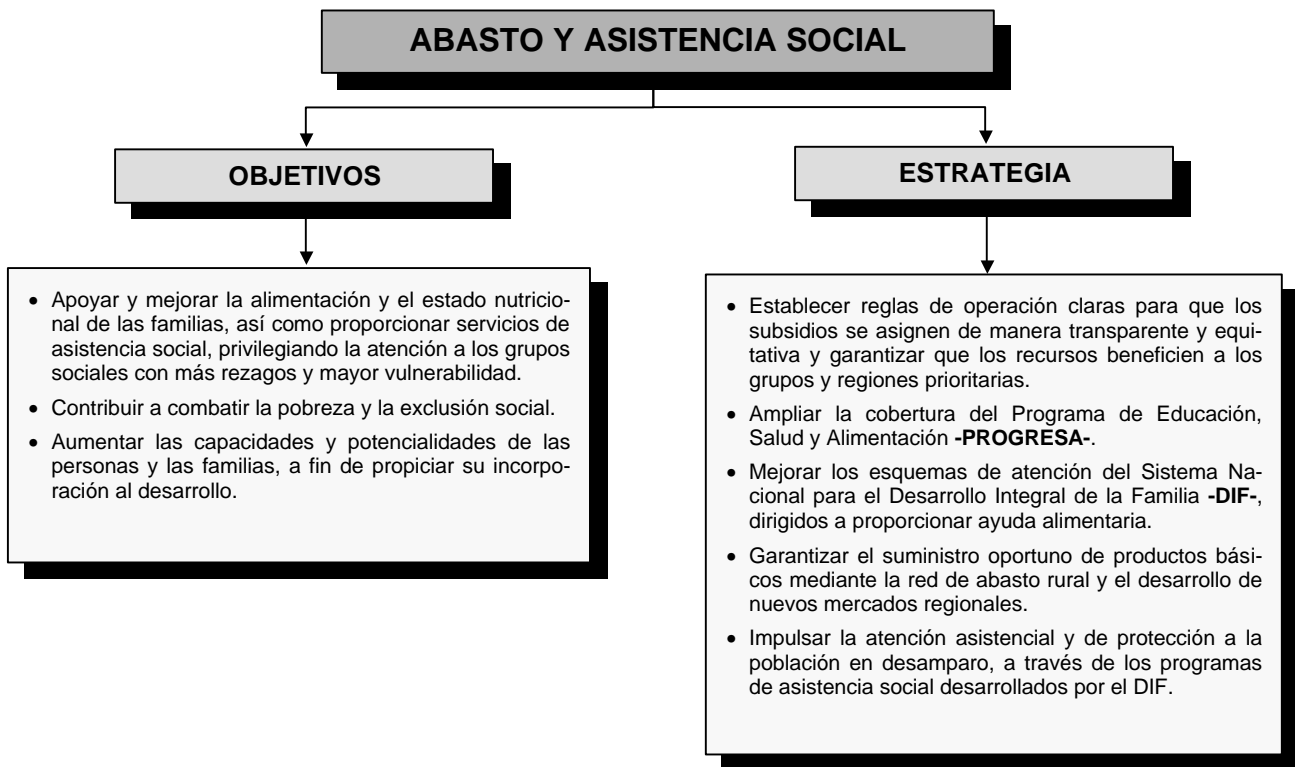 ABASTO Y ASISTENCIA SOCIAL
OBJETIVOS
• Apoyar y mejorar la alimentación y el estado nutricio-
nal de las familias, así como proporcionar servicios de
asistencia social, privilegiando la atención a los grupos
sociales con más rezagos y mayor vulnerabilidad.
• Contribuir a combatir la pobreza y la exclusión social.
• Aumentar las capacidades y potencialidades de las
personas y las familias, a fin de propiciar su incorpo-
ración al desarrollo.
ESTRATEGIA
• Establecer reglas de operación claras para que los
subsidios se asignen de manera transparente y equi-
tativa y garantizar que los recursos beneficien a los
grupos y regiones prioritarias.
• Ampliar la cobertura del Programa de Educación,
Salud y Alimentación -PROGRESA-.
• Mejorar los esquemas de atención del Sistema Na-
cional para el Desarrollo Integral de la Familia -DIF-,
dirigidos a proporcionar ayuda alimentaria.
• Garantizar el suministro oportuno de productos bási-
cos mediante la red de abasto rural y el desarrollo de
nuevos mercados regionales.
• Impulsar la atención asistencial y de protección a la
población en desamparo, a través de los programas
de asistencia social desarrollados por el DIF.